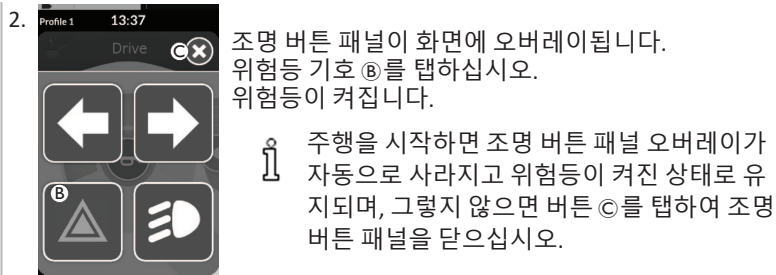 2.
Profile 1 13:37
Drive Ⓒ
Ⓑ
조명 버튼 패널이 화면에 오버레이됩니다.
위험등 기호 Ⓑ를 탭하십시오.
위험등이 켜집니다.
주행을 시작하면 조명 버튼 패널 오버레이가
자동으로 사라지고 위험등이 켜진 상태로 유
지되며, 그렇지 않으면 버튼 Ⓒ를 탭하여 조명
버튼 패널을 닫으십시오.